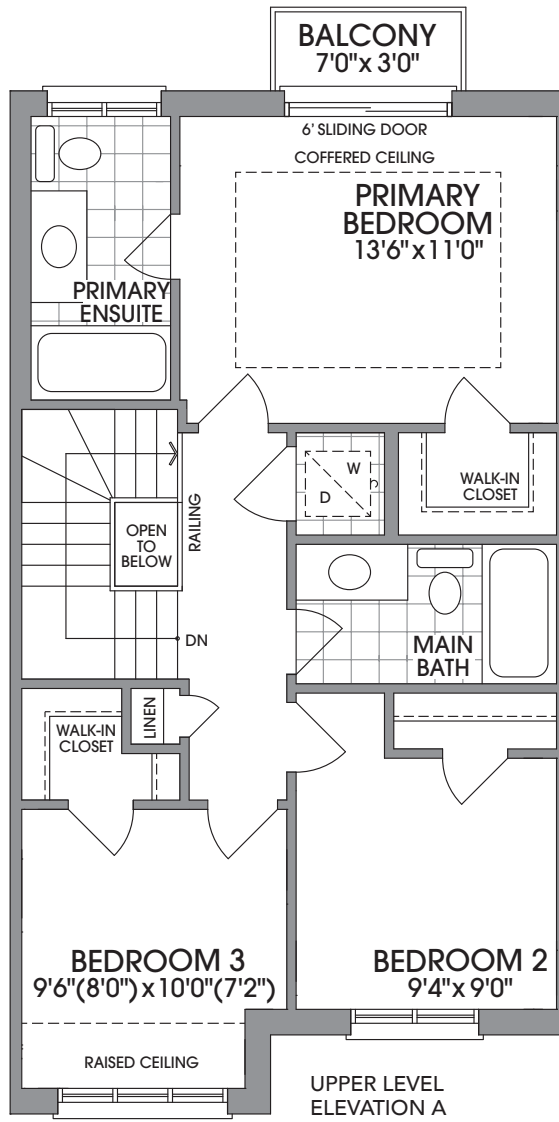 BALCONY
7'0" x 3'0"
6' SLIDING DOOR
COFFERED CEILING
PRIMARY
BEDROOM
13'6" x 11'0"
PRIMARY
ENSUITE
W
D
WALK-IN
CLOSET
RAILING
OPEN
TO
BELOW
DN
MAIN
BATH
LINEN
WALK-IN
CLOSET
BEDROOM 3
9'6"(8'0") x 10'0"(7'2")
BEDROOM 2
9'4" x 9'0"
RAISED CEILING
UPPER LEVEL
ELEVATION A